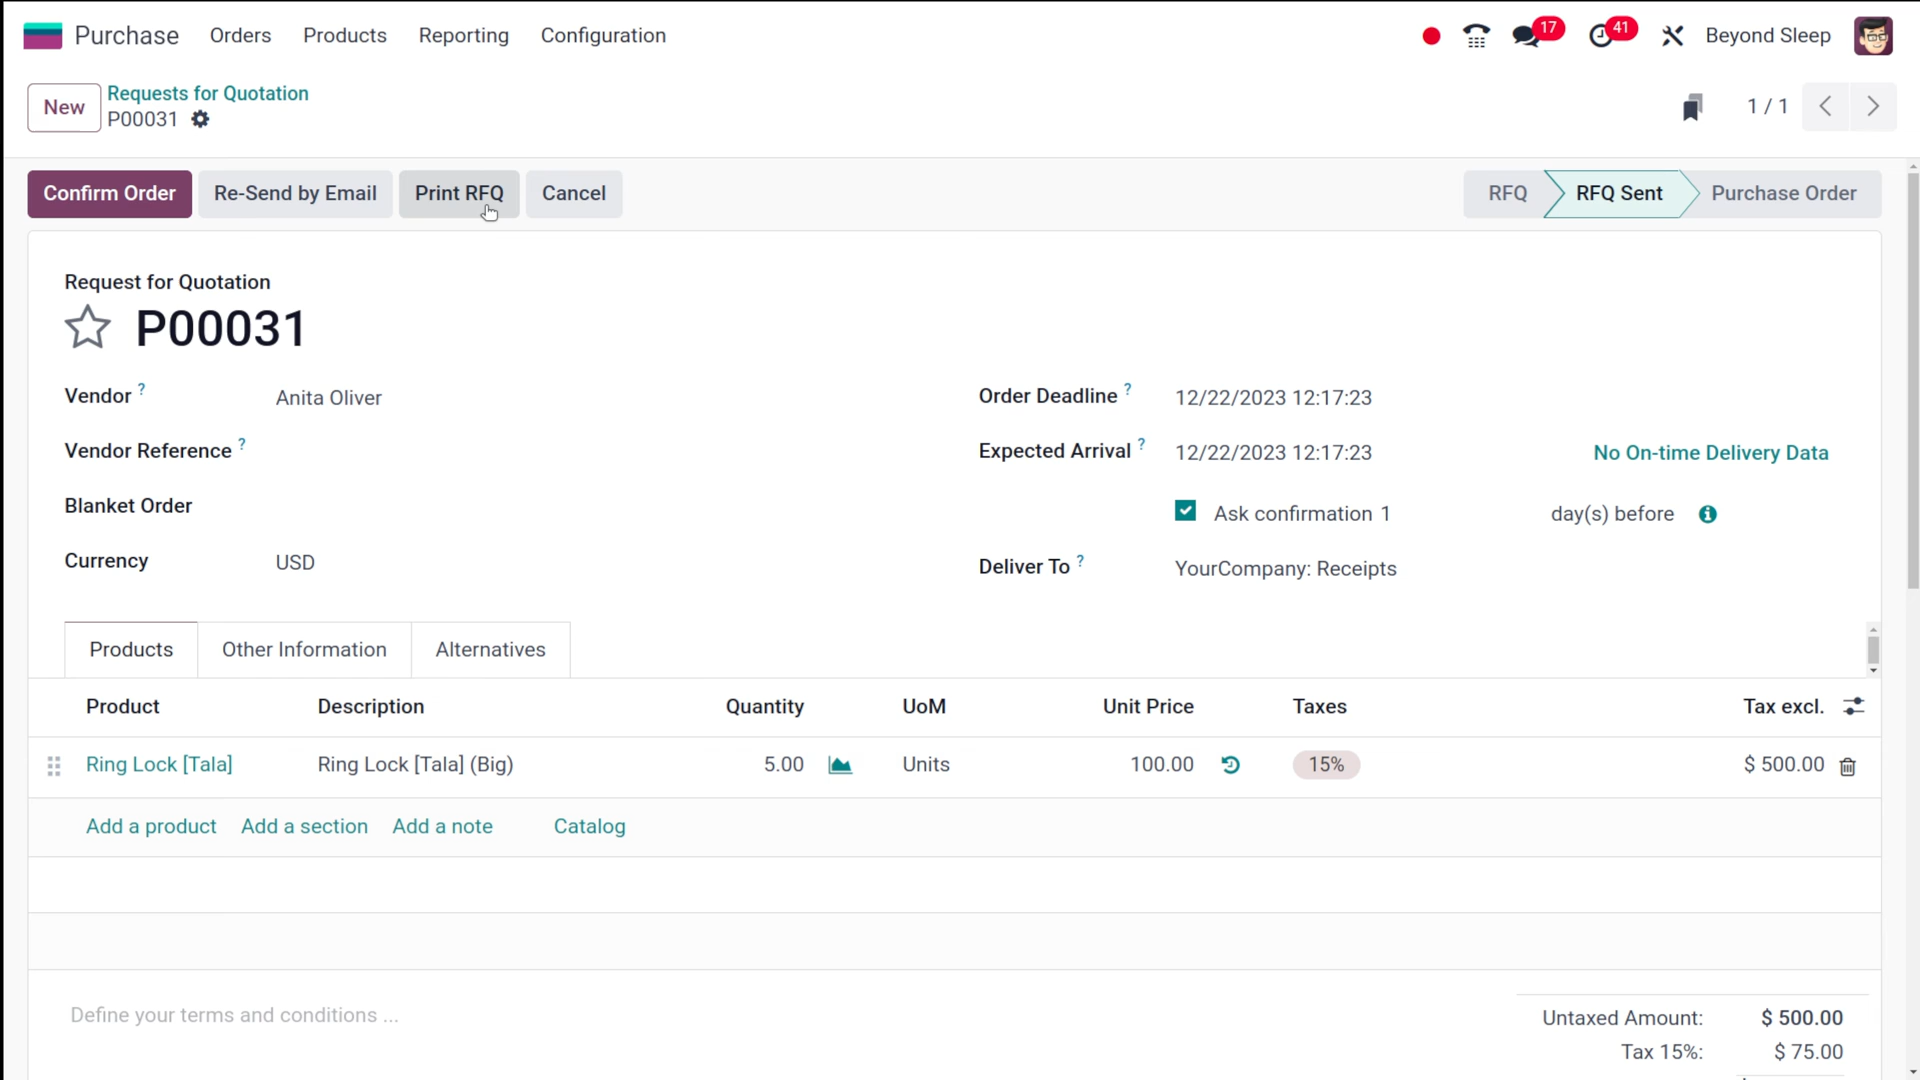 Purchase Orders Products Reporting Configuration 17 41 Beyond Sleep
New Requests for Quotation
P00031 1 / 1
Confirm Order Re-Send by Email Print RFQ Cancel RFQ RFQ Sent Purchase Order
Request for Quotation
P00031
Vendor ? Anita Oliver Order Deadline ? 12/22/2023 12:17:23
Vendor Reference ? Expected Arrival ? 12/22/2023 12:17:23 No On-time Delivery Data
Blanket Order Ask confirmation 1 day(s) before
Currency USD Deliver To ? YourCompany: Receipts
Products Other Information Alternatives
Product Description Quantity UoM Unit Price Taxes Tax excl.
Ring Lock [Tala] Ring Lock [Tala] (Big) 5.00 Units 100.00 15% $ 500.00
Add a product Add a section Add a note Catalog
Define your terms and conditions ... Untaxed Amount: $ 500.00
Tax 15%: $ 75.00